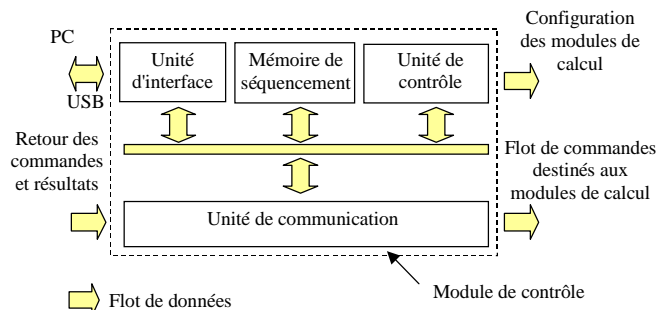 PC
USB
Unité
d'interface
Mémoire de
séquencement
Unité de
contrôle
Configuration
des modules de
calcul
Retour des
commandes
et résultats
Flot de commandes
destinés aux
modules de calcul
Unité de communication
Module de contrôle
Flot de données